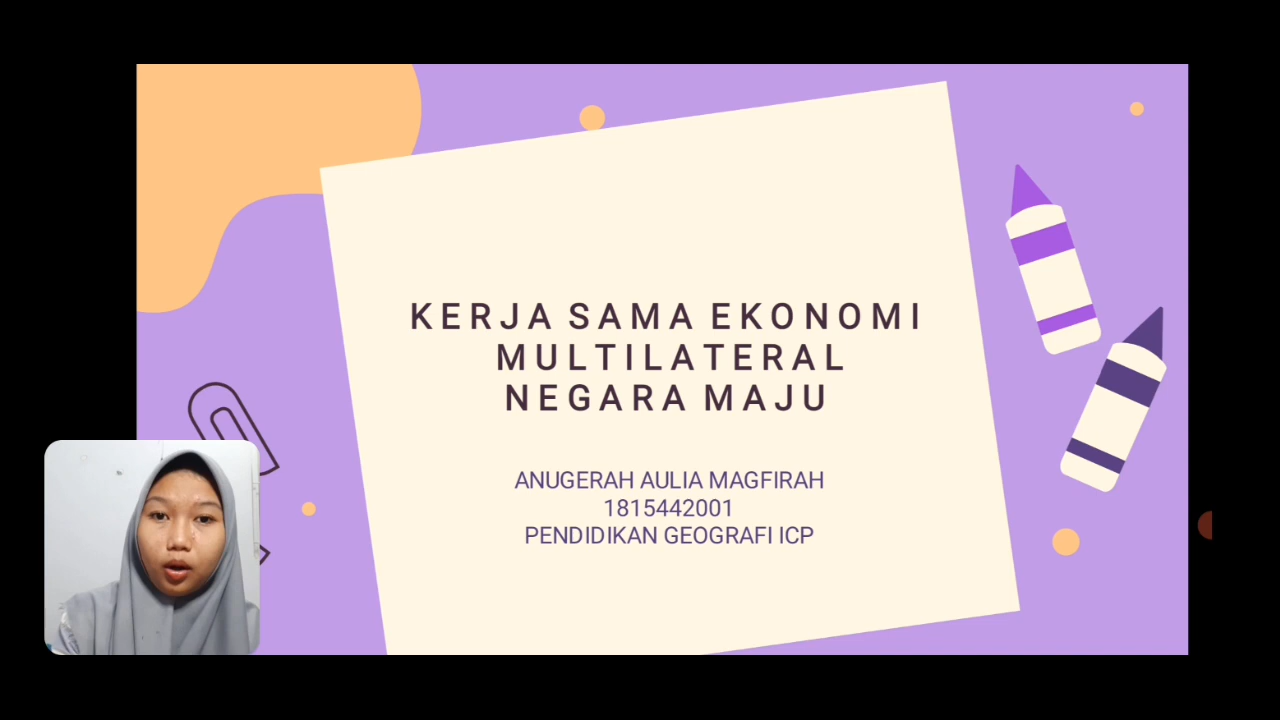 KERJA SAMA EKONOMI
MULTILATERAL
NEGARA MAJU
ANUGERAH AULIA MAGFIRAH
1815442001
PENDIDIKAN GEOGRAFI ICP